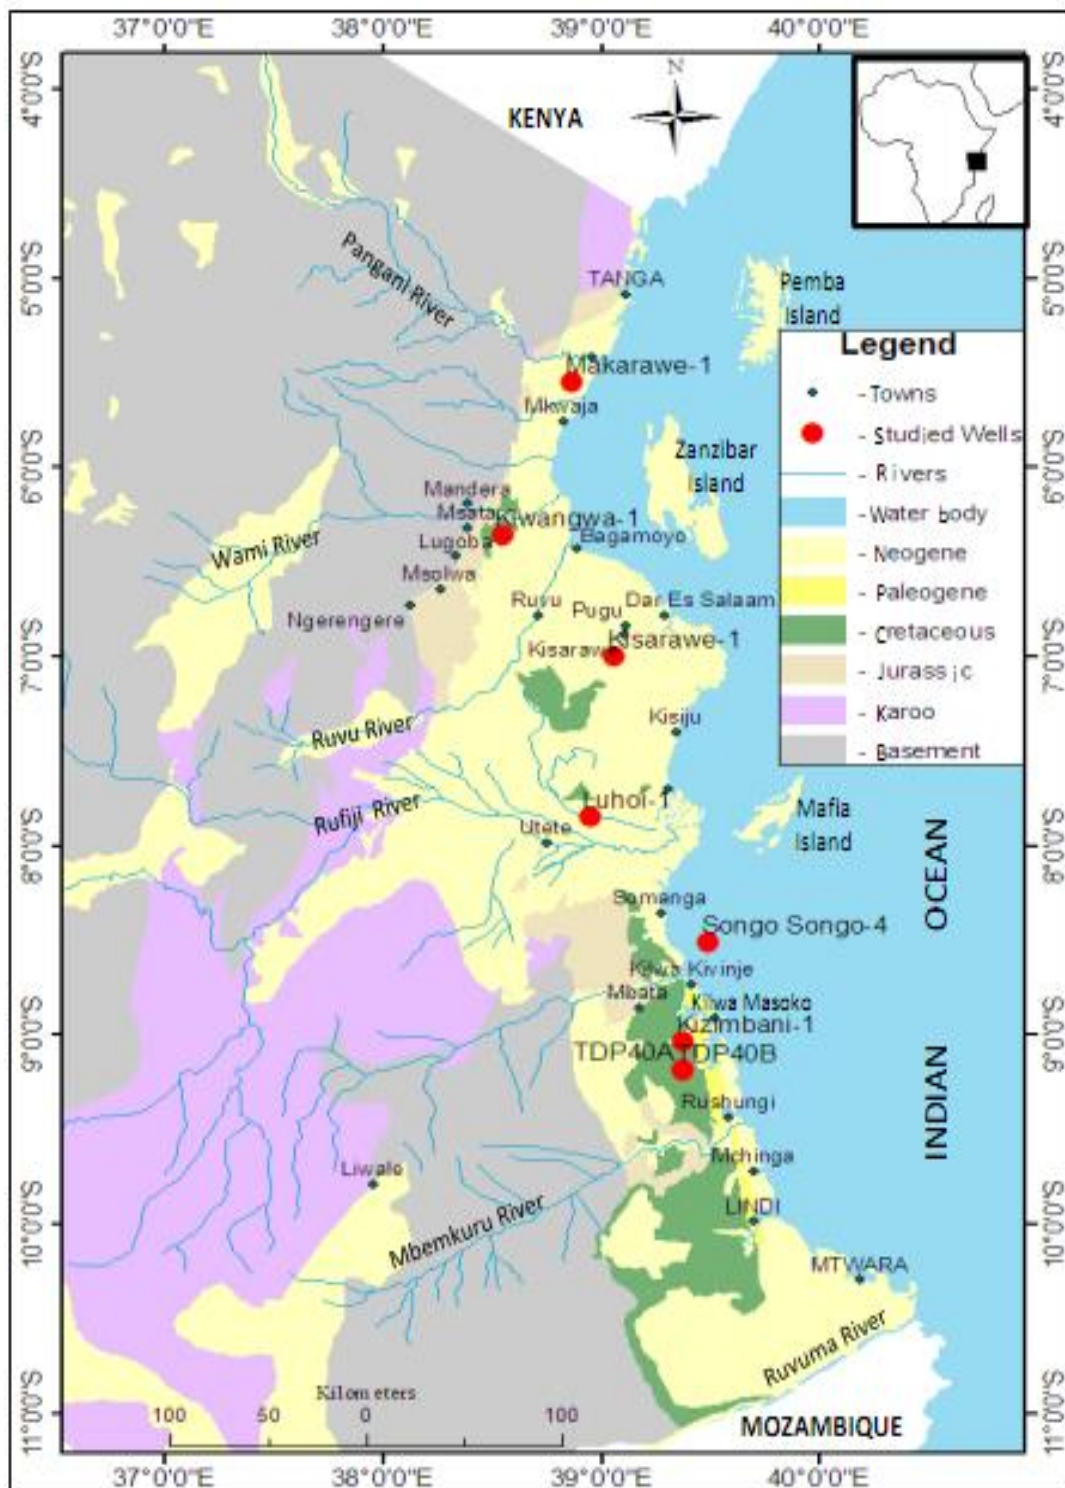 37°0'0"E 38°0'0"E 39°0'0"E 40°0'0"E
4°0'0"S
4°0'0"S
N
KENYA
5°0'0"S
5°0'0"S
Pangani River
TANGA
Pemba
Island
Makarawe-1
Mkwaja
Legend
- Towns
- Studied Wells
- Rivers
- Water body
- Neogene
- Paleogene
- Cretaceous
- Jurassic
- Karoo
- Basement
6°0'0"S
6°0'0"S
Zanzibar
Island
Mandera
Msata
Kiwangwa-1
Wami River
Lugoba
Bagamoyo
Msolwa
Ngerengere
Ruvu
Pugu
Dar Es Salaam
Kisaraw
Kisarawe-1
7°0'0"S
7°0'0"S
Kisiju
Ruvu River
Rufiji River
Luhoi-1
Utete
Mafia
Island
8°0'0"S
8°0'0"S
Somanga
Songo Songo-4
Kilwa Kivinje
Mbata
Kilwa Masoko
Kizimbani-1
TDP40A TDP40B
9°0'0"S
9°0'0"S
INDIAN OCEAN
Rushungi
Mchinga
Liwale
LINDI
Mbemkuru River
10°0'0"S
10°0'0"S
MTWARA
Ruvuma River
Kilometers
100 50 0 100
MOZAMBIQUE
11°0'0"S
11°0'0"S
37°0'0"E 38°0'0"E 39°0'0"E 40°0'0"E